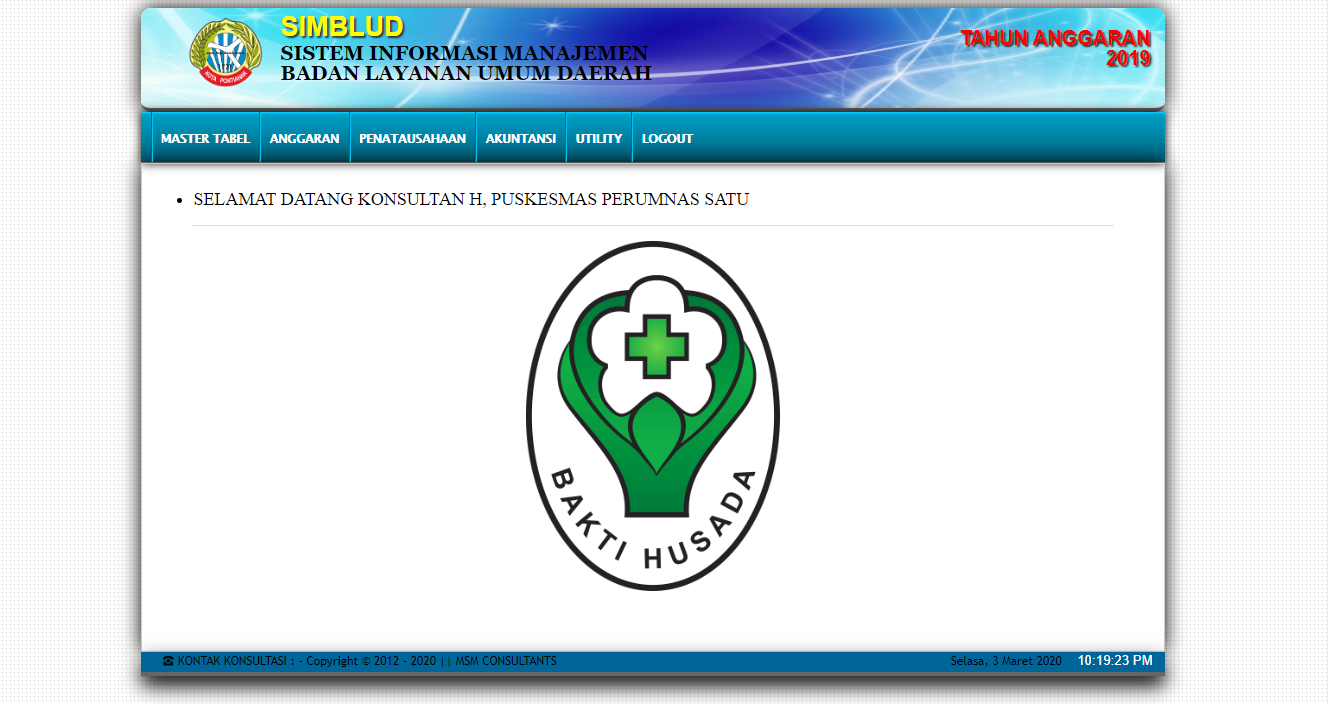 SIMBLUD
SISTEM INFORMASI MANAJEMEN
BADAN LAYANAN UMUM DAERAH
KOTA PONTIANAK
TAHUN ANGGARAN
2019
MASTER TABEL ANGGARAN PENATAUSAHAAN AKUNTANSI UTILITY LOGOUT
SELAMAT DATANG KONSULTAN H, PUSKESMAS PERUMNAS SATU
BAKTI HUSADA
☎ KONTAK KONSULTASI : - Copyright © 2012 - 2020 || MSM CONSULTANTS
Selasa, 3 Maret 2020 10:19:23 PM